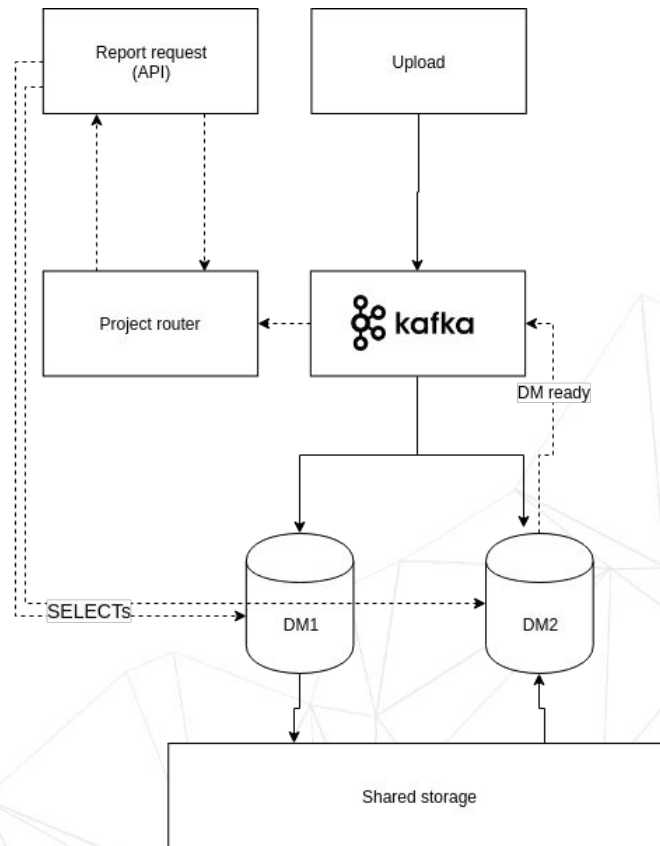 Report request
(API)
Upload
Project router
kafka
DM ready
SELECTs
DM1
DM2
Shared storage